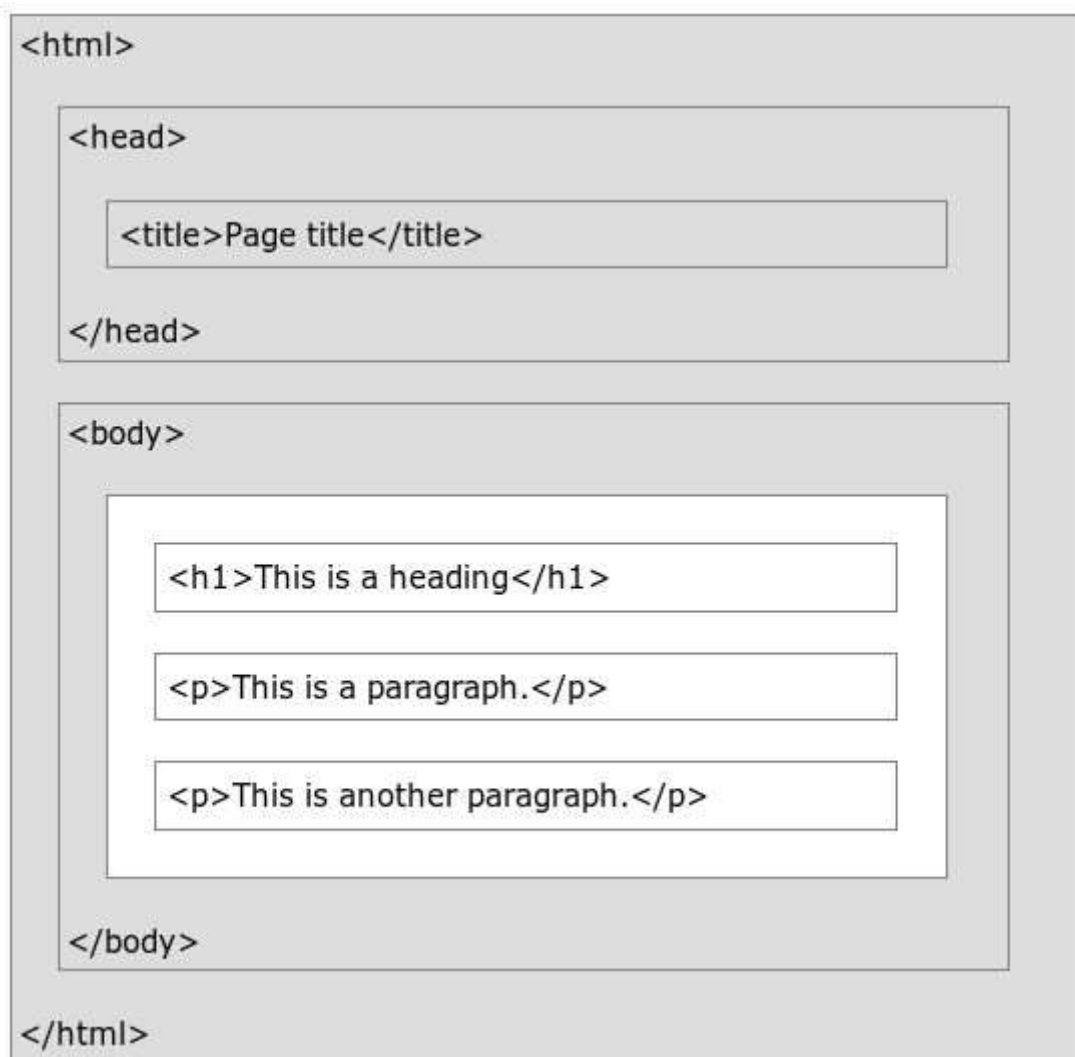 <html>
<head>
<title>Page title</title>
</head>
<body>
<h1>This is a heading</h1>
<p>This is a paragraph.</p>
<p>This is another paragraph.</p>
</body>
</html>